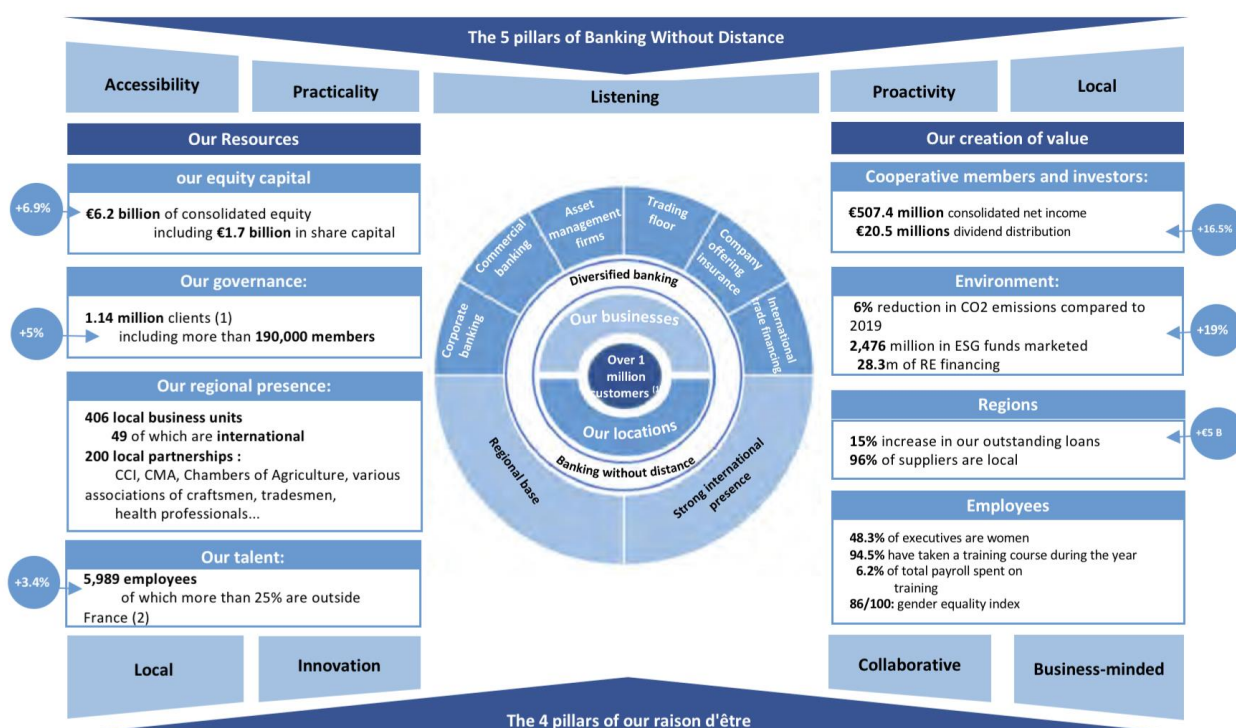 The 5 pillars of Banking Without Distance
Accessibility
Practicality
Listening
Proactivity
Local
Our Resources
our equity capital
+6.9%
€6.2 billion of consolidated equity
including €1.7 billion in share capital
Our governance:
+5%
1.14 million clients (1)
including more than 190,000 members
Our regional presence:
406 local business units
49 of which are international
200 local partnerships :
CCI, CMA, Chambers of Agriculture, various
associations of craftsmen, tradesmen,
health professionals...
Our talent:
+3.4%
5,989 employees
of which more than 25% are outside
France (2)
Corporate
banking
Commercial
banking
Asset
management
firms
Trading
floor
Company
offering
insurance
International
trade financing
Diversified banking
Our businesses
Over 1
million
customers (1)
Our locations
Banking without distance
Regional base
Strong international
presence
Our creation of value
Cooperative members and investors:
€507.4 million consolidated net income
€20.5 millions dividend distribution
+16.5%
Environment:
6% reduction in CO2 emissions compared to
2019
2,476 million in ESG funds marketed
28.3m of RE financing
+19%
Regions
15% increase in our outstanding loans
96% of suppliers are local
+€5 B
Employees
48.3% of executives are women
94.5% have taken a training course during the year
6.2% of total payroll spent on
training
86/100: gender equality index
Local
Innovation
Collaborative
Business-minded
The 4 pillars of our raison d'être